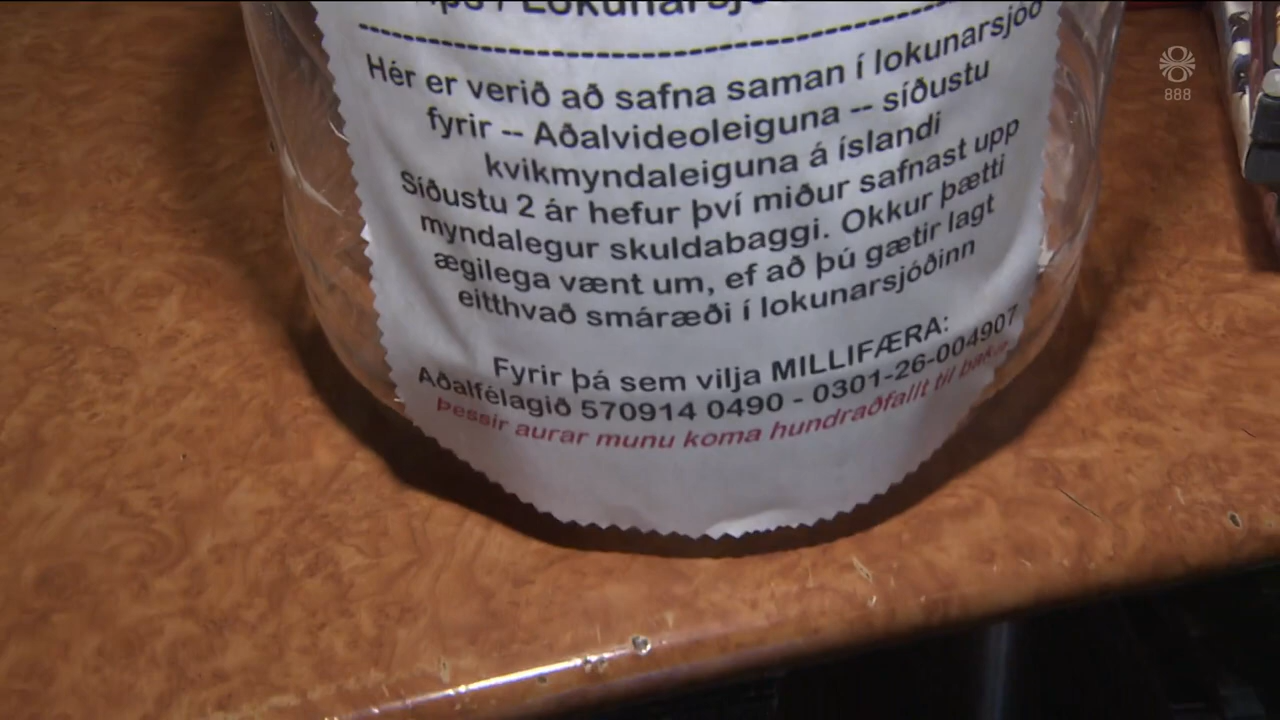 Lokunarsjó
Hér er verið að safna saman í lokunarsjóð
fyrir -- Aðalvideoleiguna -- síðustu
kvikmyndaleiguna á íslandi
Síðustu 2 ár hefur því miður safnast upp
myndalegur skuldabaggi. Okkur þætti
ægilega vænt um, ef að þú gætir lagt
eitthvað smáræði í lokunarsjóðinn
Fyrir þá sem vilja MILLIFÆRA:
Aðalfélagið 570914 0490 - 0301-26-004907
Þessir aurar munu koma hundraðfallt til baka
888